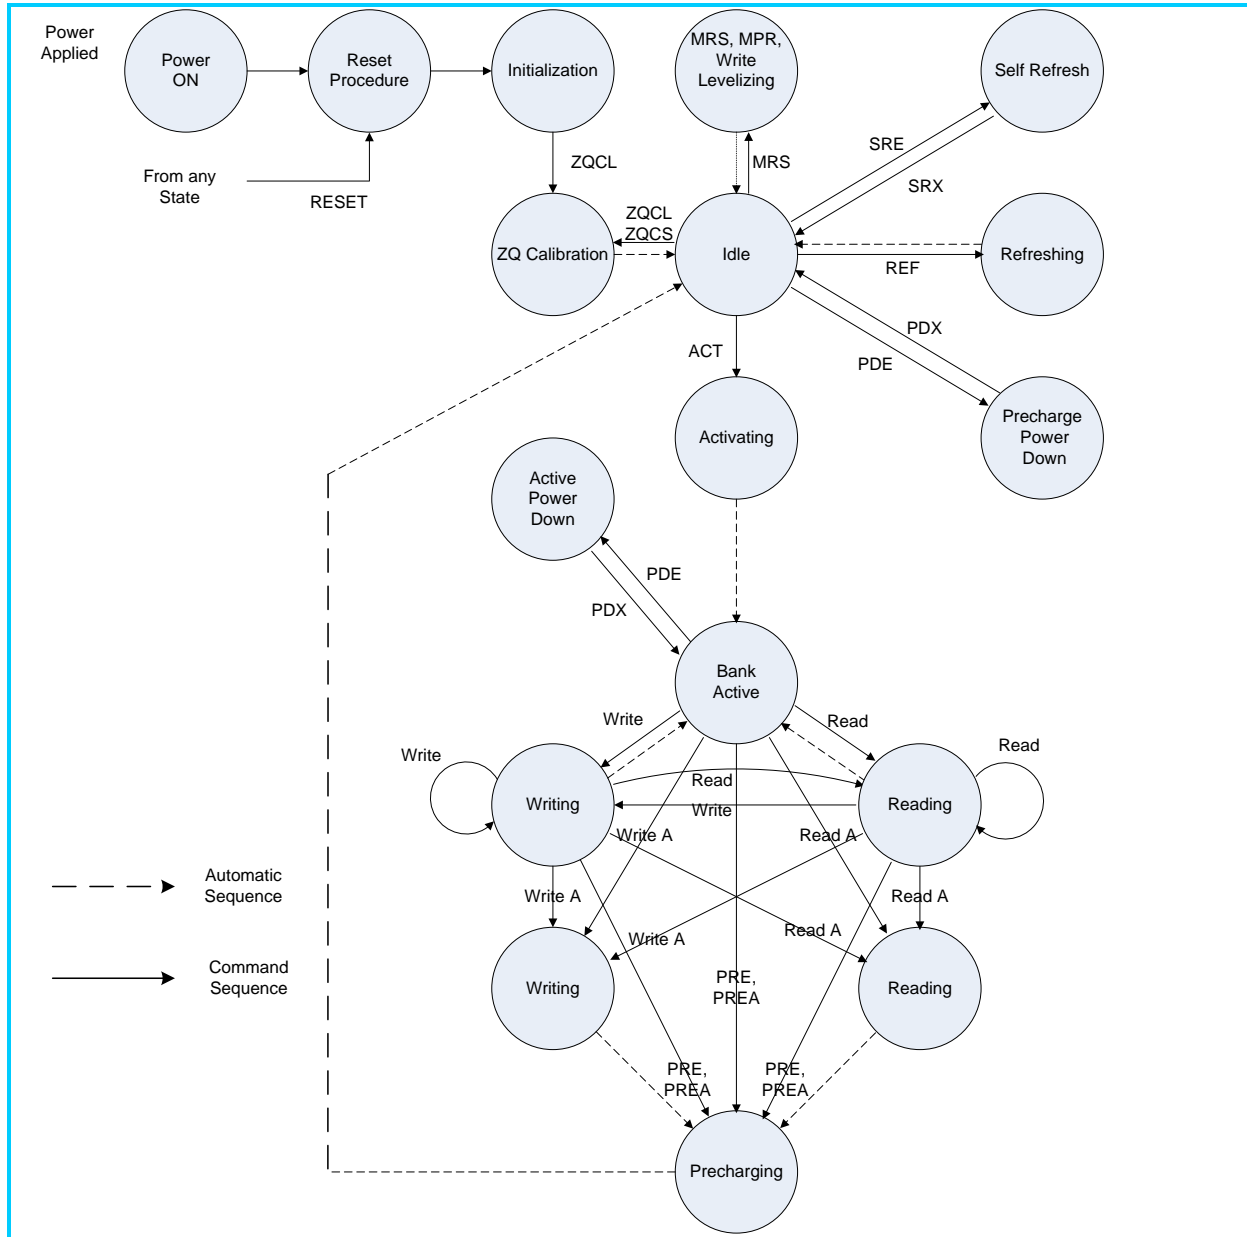 Power
Applied
Power
ON
Reset
Procedure
Initialization
MRS, MPR,
Write
Levelizing
Self Refresh
From any
State
RESET
ZQCL
MRS
SRE
SRX
ZQCL
ZQCS
ZQ Calibration
Idle
REF
Refreshing
ACT
PDX
PDE
Activating
Precharge
Power
Down
Active
Power
Down
PDE
PDX
Bank
Active
Write
Read
Write
Read
Writing
Read
Write
Reading
Write A
Read A
Automatic
Sequence
Write A
Read A
Write A
Read A
Command
Sequence
Writing
PRE,
PREA
Reading
PRE,
PREA
PRE,
PREA
Precharging